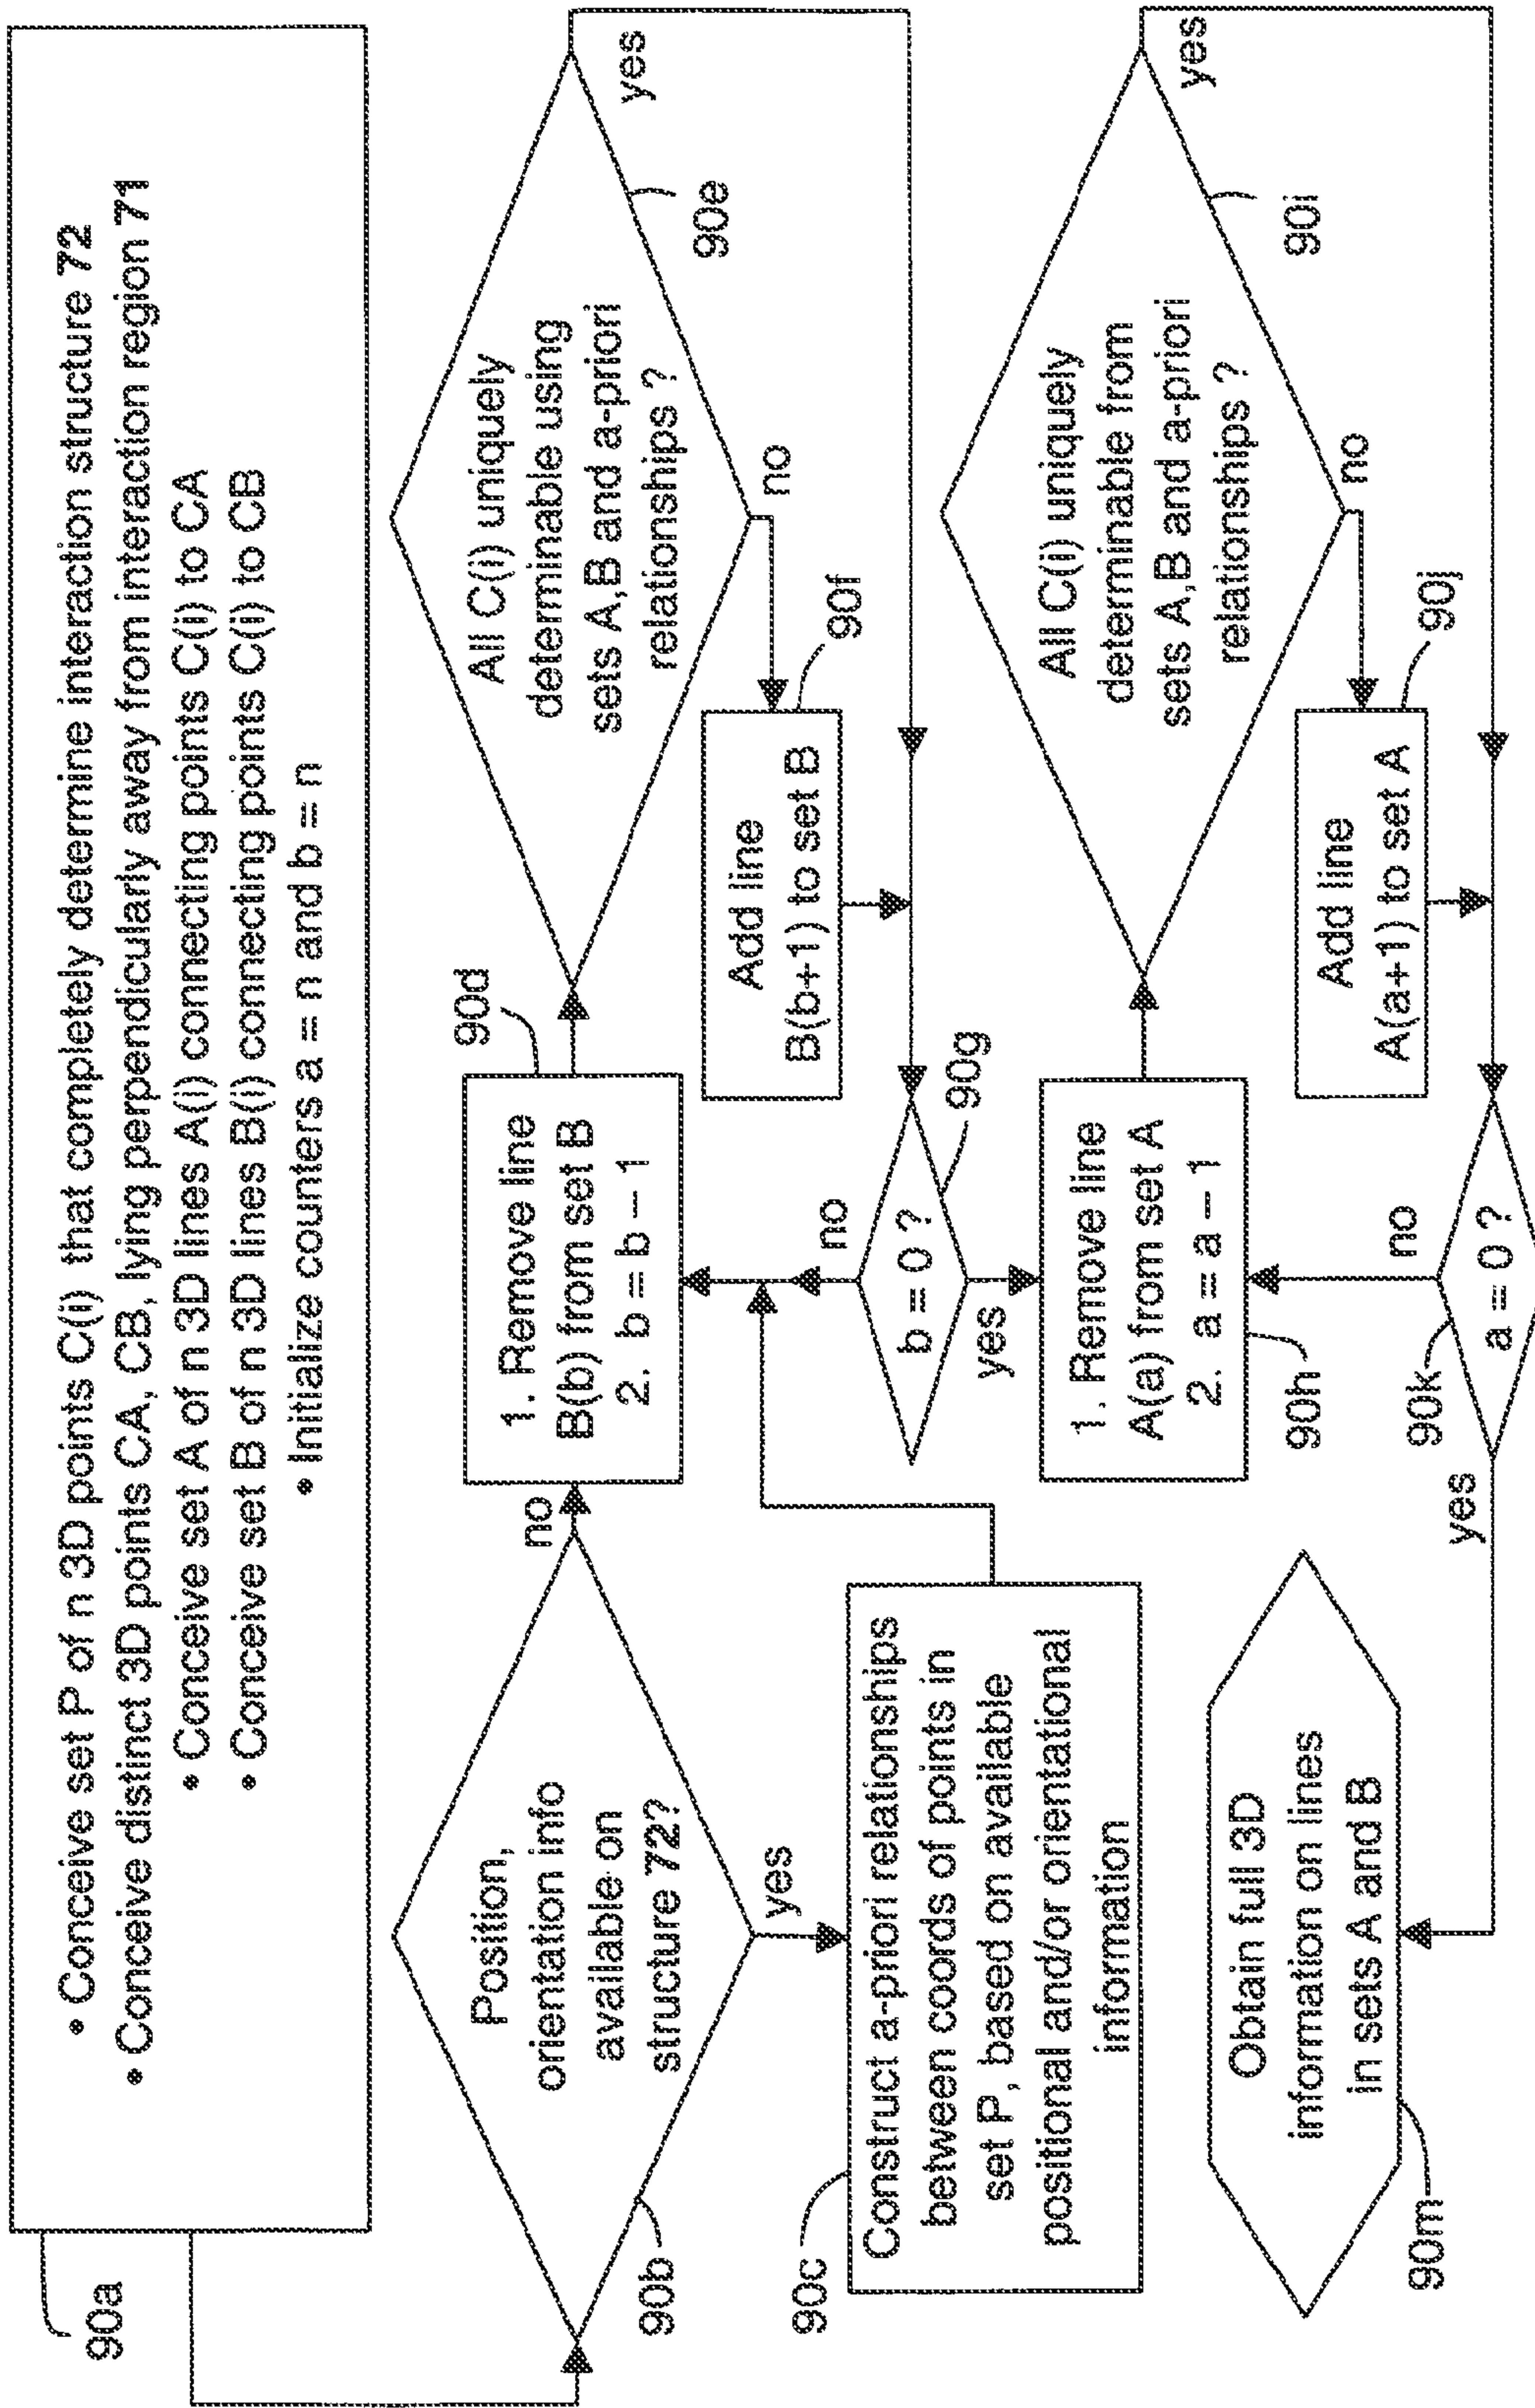 90a
• Conceive set P of n 3D points C(i) that completely determine interaction structure 72
• Conceive distinct 3D points CA, CB, lying perpendicularly away from interaction region 71
• Conceive set A of n 3D lines A(i) connecting points C(i) to CA
• Conceive set B of n 3D lines B(i) connecting points C(i) to CB
• Initialize counters a = n and b = n
90b
Position,
orientation info
available on
structure 72?
no
yes
90c
Construct a-priori relationships
between coords of points in
set P, based on available
positional and/or orientational
information
90d
1. Remove line
B(b) from set B
2. b = b – 1
All C(i) uniquely
determinable using
sets A,B and a-priori
relationships ?
90e
yes
no
90f
Add line
B(b+1) to set B
90g
b = 0 ?
no
yes
1. Remove line
A(a) from set A
2. a = a – 1
90h
All C(i) uniquely
determinable from
sets A,B and a-priori
relationships ?
90i
yes
no
90j
Add line
A(a+1) to set A
90k
a = 0 ?
no
yes
Obtain full 3D
information on lines
in sets A and B
90m